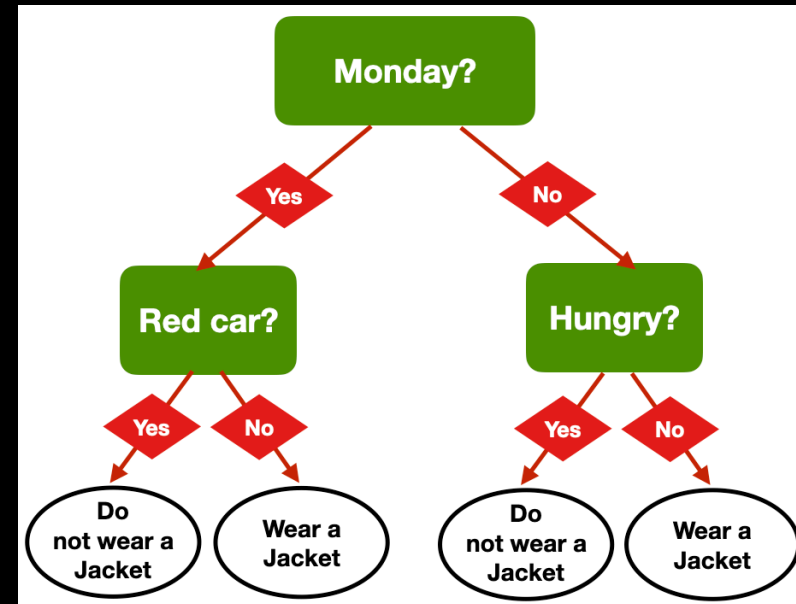 Monday?
Yes
No
Red car?
Hungry?
Yes
No
Yes
No
Do
not wear a
Jacket
Wear a
Jacket
Do
not wear a
Jacket
Wear a
Jacket